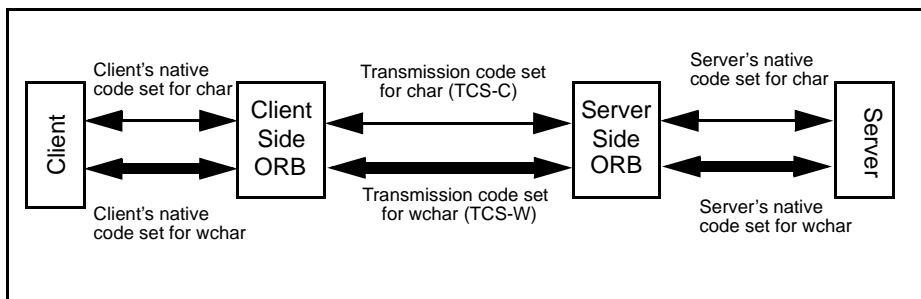 Client's native
code set for char
Transmission code set
for char (TCS-C)
Server's native
code set for char
Client
Client
Side
ORB
Server
Side
ORB
Server
Client's native
code set for wchar
Transmission code set
for wchar (TCS-W)
Server's native
code set for wchar